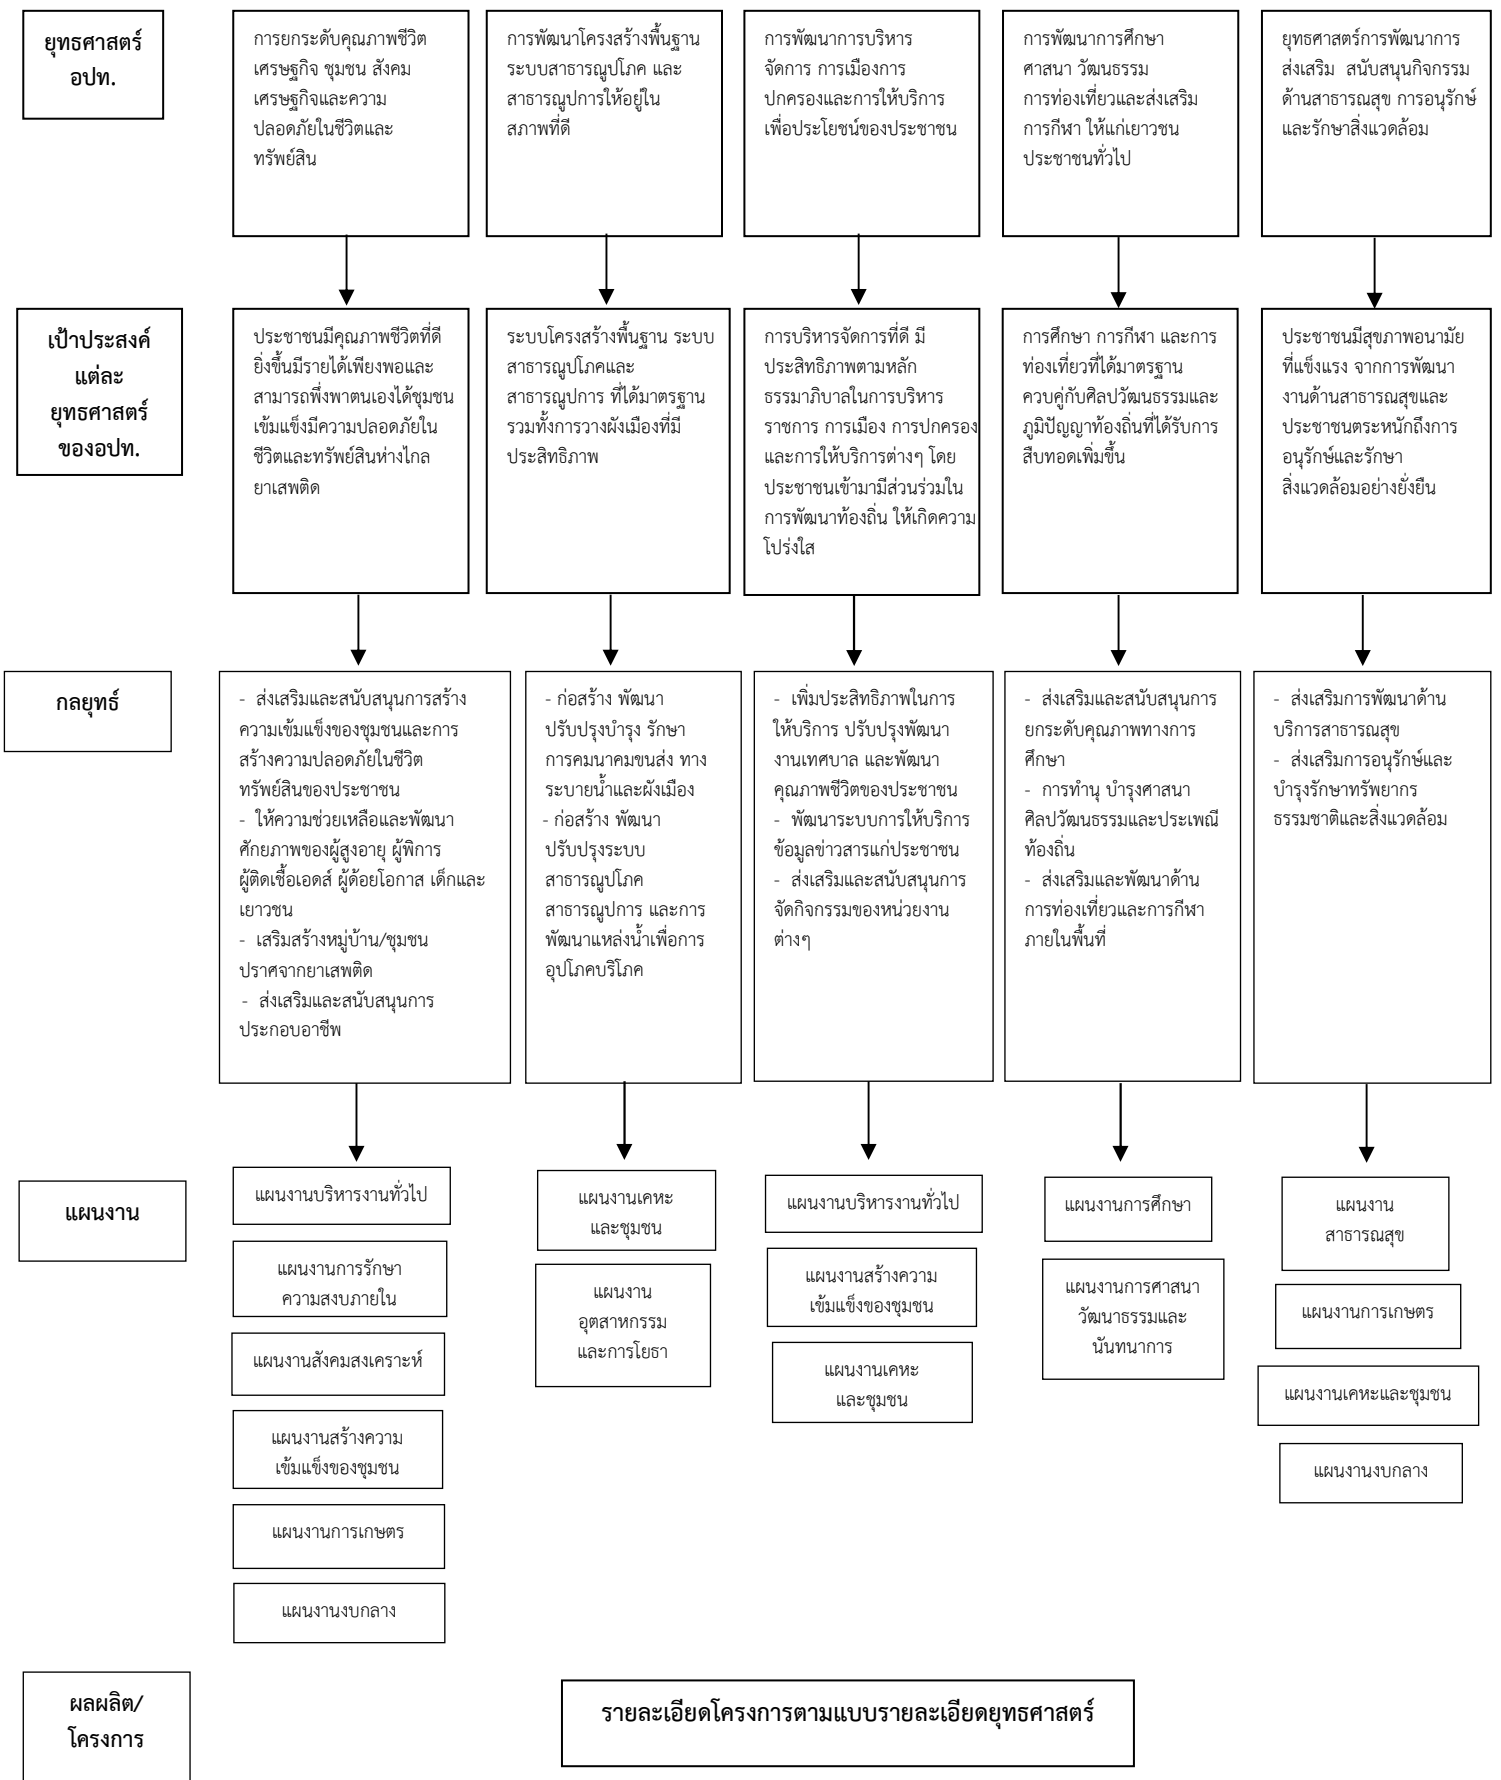 ยุทธศาสตร์
อปท.
การยกระดับคุณภาพชีวิต
เศรษฐกิจ ชุมชน สังคม
เศรษฐกิจและความ
ปลอดภัยในชีวิตและ
ทรัพย์สิน
การพัฒนาโครงสร้างพื้นฐาน
ระบบสาธารณูปโภค และ
สาธารณูปการให้อยู่ใน
สภาพที่ดี
การพัฒนาการบริหาร
จัดการ การเมืองการ
ปกครองและการให้บริการ
เพื่อประโยชน์ของประชาชน
การพัฒนาการศึกษา
ศาสนา วัฒนธรรม
การท่องเที่ยวและส่งเสริม
การกีฬา ให้แก่เยาวชน
ประชาชนทั่วไป
ยุทธศาสตร์การพัฒนาการ
ส่งเสริม สนับสนุนกิจกรรม
ด้านสาธารณสุข การอนุรักษ์
และรักษาสิ่งแวดล้อม
เป้าประสงค์
แต่ละ
ยุทธศาสตร์
ของอปท.
ประชาชนมีคุณภาพชีวิตที่ดี
ยิ่งขึ้นมีรายได้เพียงพอและ
สามารถพึ่งพาตนเองได้ชุมชน
เข้มแข็งมีความปลอดภัยใน
ชีวิตและทรัพย์สินห่างไกล
ยาเสพติด
ระบบโครงสร้างพื้นฐาน ระบบ
สาธารณูปโภคและ
สาธารณูปการ ที่ได้มาตรฐาน
รวมทั้งการวางผังเมืองที่มี
ประสิทธิภาพ
การบริหารจัดการที่ดี มี
ประสิทธิภาพตามหลัก
ธรรมาภิบาลในการบริหาร
ราชการ การเมือง การปกครอง
และการให้บริการต่างๆ โดย
ประชาชนเข้ามามีส่วนร่วมใน
การพัฒนาท้องถิ่น ให้เกิดความ
โปร่งใส
การศึกษา การกีฬา และการ
ท่องเที่ยวที่ได้มาตรฐาน
ควบคู่กับศิลปวัฒนธรรมและ
ภูมิปัญญาท้องถิ่นที่ได้รับการ
สืบทอดเพิ่มขึ้น
ประชาชนมีสุขภาพอนามัย
ที่แข็งแรง จากการพัฒนา
งานด้านสาธารณสุขและ
ประชาชนตระหนักถึงการ
อนุรักษ์และรักษา
สิ่งแวดล้อมอย่างยั่งยืน
กลยุทธ์
- ส่งเสริมและสนับสนุนการสร้าง
ความเข้มแข็งของชุมชนและการ
สร้างความปลอดภัยในชีวิต
ทรัพย์สินของประชาชน
- ให้ความช่วยเหลือและพัฒนา
ศักยภาพของผู้สูงอายุ ผู้พิการ
ผู้ติดเชื้อเอดส์ ผู้ด้อยโอกาส เด็กและ
เยาวชน
- เสริมสร้างหมู่บ้าน/ชุมชน
ปราศจากยาเสพติด
- ส่งเสริมและสนับสนุนการ
ประกอบอาชีพ
- ก่อสร้าง พัฒนา
ปรับปรุงบำรุง รักษา
การคมนาคมขนส่ง ทาง
ระบายน้ำและผังเมือง
- ก่อสร้าง พัฒนา
ปรับปรุงระบบ
สาธารณูปโภค
สาธารณูปการ และการ
พัฒนาแหล่งน้ำเพื่อการ
อุปโภคบริโภค
- เพิ่มประสิทธิภาพในการ
ให้บริการ ปรับปรุงพัฒนา
งานเทศบาล และพัฒนา
คุณภาพชีวิตของประชาชน
- พัฒนาระบบการให้บริการ
ข้อมูลข่าวสารแก่ประชาชน
- ส่งเสริมและสนับสนุนการ
จัดกิจกรรมของหน่วยงาน
ต่างๆ
- ส่งเสริมและสนับสนุนการ
ยกระดับคุณภาพทางการ
ศึกษา
- การทำนุ บำรุงศาสนา
ศิลปวัฒนธรรมและประเพณี
ท้องถิ่น
- ส่งเสริมและพัฒนาด้าน
การท่องเที่ยวและการกีฬา
ภายในพื้นที่
- ส่งเสริมการพัฒนาด้าน
บริการสาธารณสุข
- ส่งเสริมการอนุรักษ์และ
บำรุงรักษาทรัพยากร
ธรรมชาติและสิ่งแวดล้อม
แผนงาน
แผนงานบริหารงานทั่วไป
แผนงานการรักษา
ความสงบภายใน
แผนงานสังคมสงเคราะห์
แผนงานสร้างความ
เข้มแข็งของชุมชน
แผนงานการเกษตร
แผนงานงบกลาง
แผนงานเคหะ
และชุมชน
แผนงาน
อุตสาหกรรม
และการโยธา
แผนงานบริหารงานทั่วไป
แผนงานสร้างความ
เข้มแข็งของชุมชน
แผนงานเคหะ
และชุมชน
แผนงานการศึกษา
แผนงานการศาสนา
วัฒนาธรรมและ
นันทนาการ
แผนงาน
สาธารณสุข
แผนงานการเกษตร
แผนงานเคหะและชุมชน
แผนงานงบกลาง
ผลผลิต/
โครงการ
รายละเอียดโครงการตามแบบรายละเอียดยุทธศาสตร์